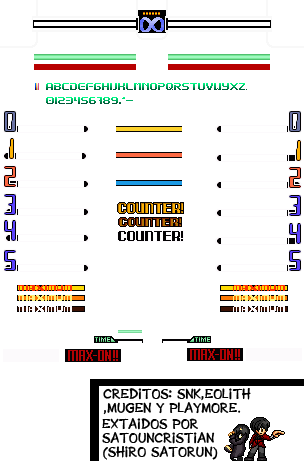 ABCDEFGHIJKLMNOPQRSTUVWXYZ.
0123456789.*-
0 0
1 1
2 2
3 COUNTER! 3
COUNTER!
4 COUNTER! 4
5 5
MAXIMUM MAXIMUM
MAXIMUM MAXIMUM
MAXIMUM MAXIMUM
TIME TIME
MAX-ON!! MAX-ON!!
CREDITOS: SNK,EOLITH
,MUGEN Y PLAYMORE.
EXTAIDOS POR
SATOUNCRISTIAN
(SHIRO SATORUN)